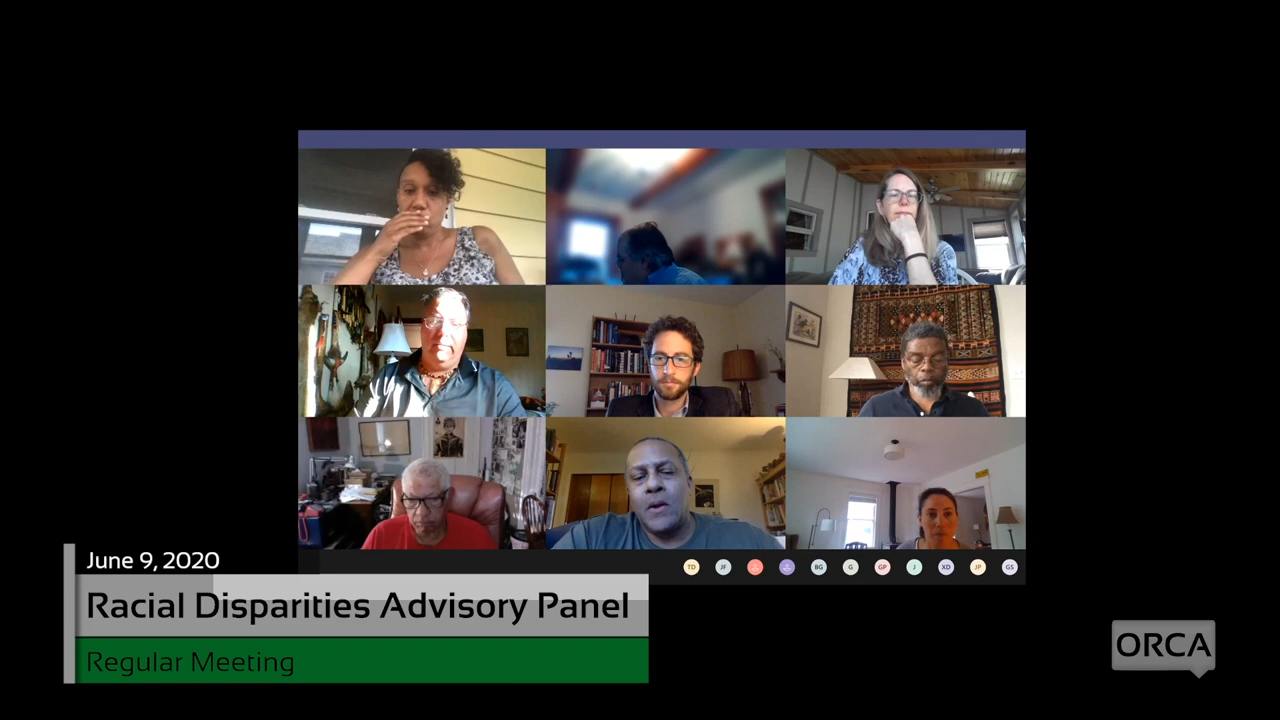 TD JF BG G GP J XD JP GS
June 9, 2020
Racial Disparities Advisory Panel
Regular Meeting
ORCA